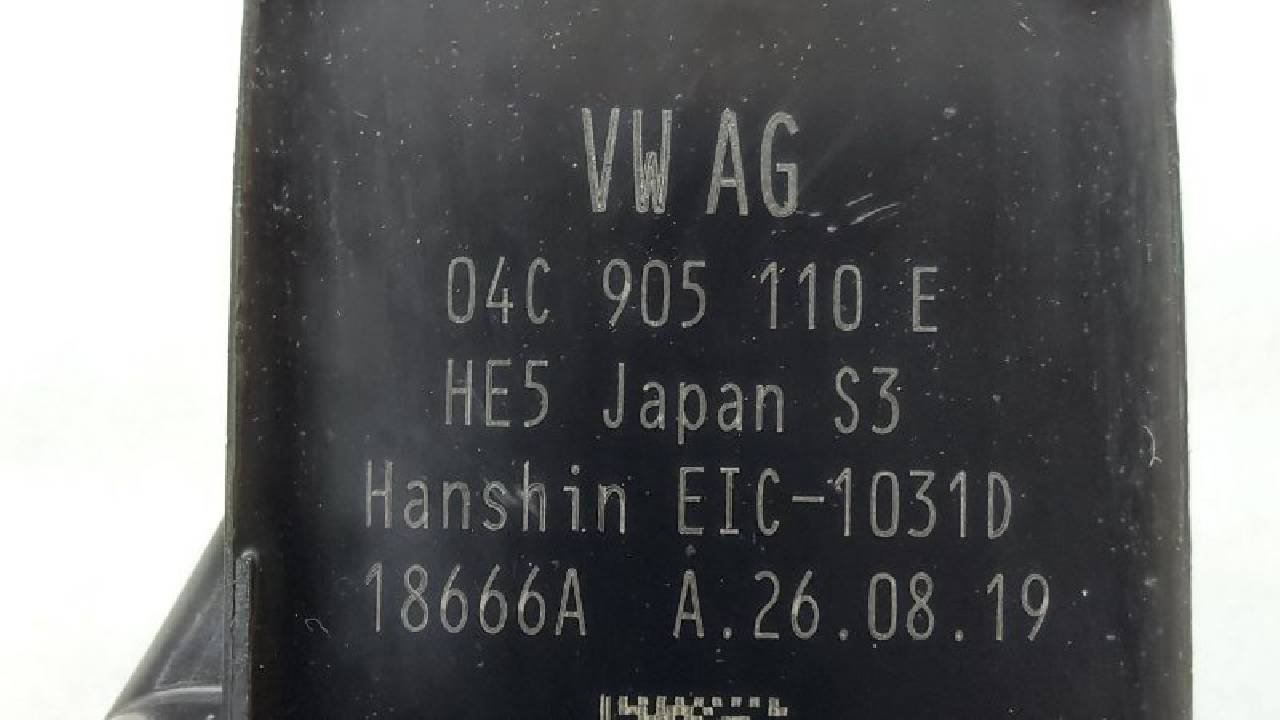 VW AG
04C 905 110 E
HE5 Japan S3
Hanshin EIC-1031D
18666A A.26.08.19